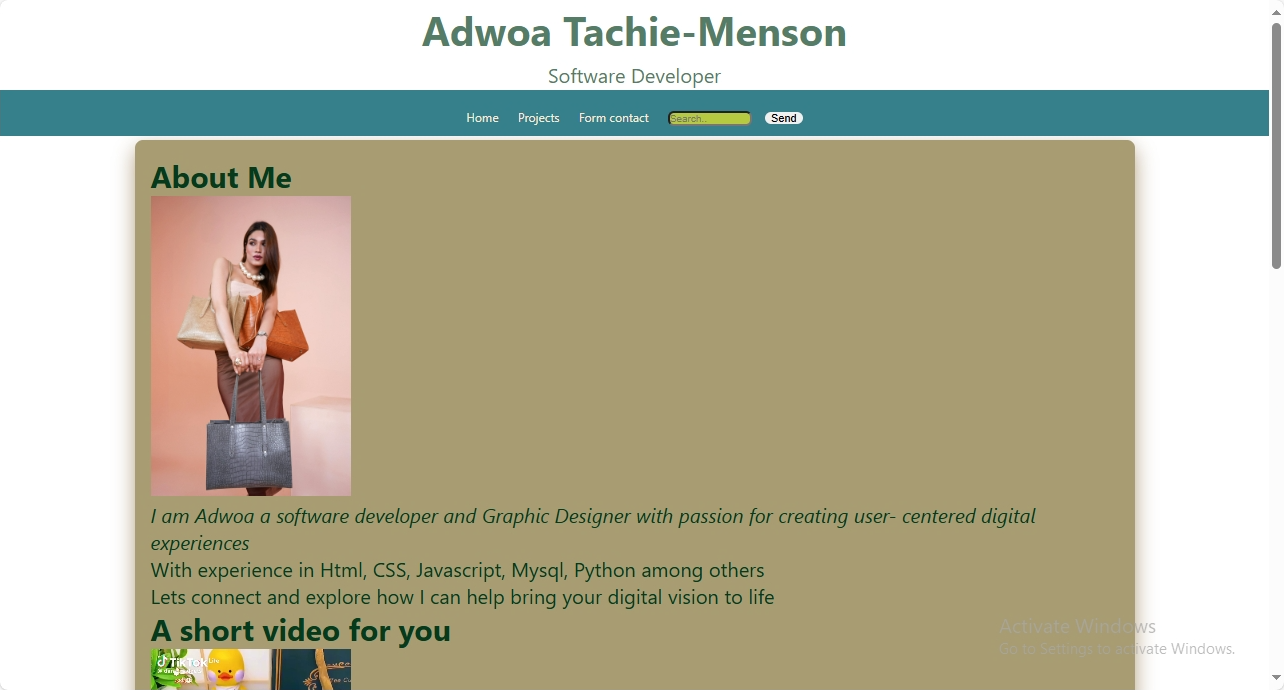 Adwoa Tachie-Menson
Software Developer
Home Projects Form contact Search.. Send
About Me
I am Adwoa a software developer and Graphic Designer with passion for creating user- centered digital
experiences
With experience in Html, CSS, Javascript, Mysql, Python among others
Lets connect and explore how I can help bring your digital vision to life
A short video for you
Activate Windows
Go to Settings to activate Windows.
TikTok Lite